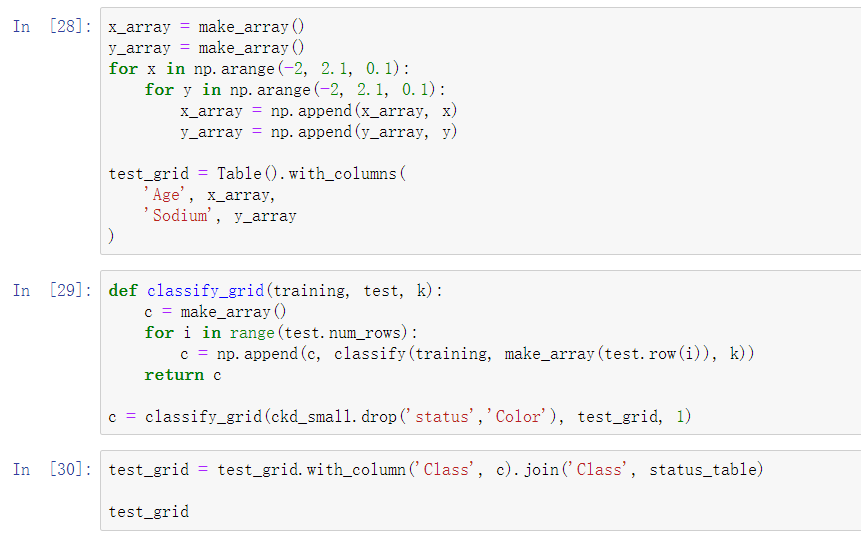 In [28]: x_array = make_array()
y_array = make_array()
for x in np.arange(-2, 2.1, 0.1):
    for y in np.arange(-2, 2.1, 0.1):
        x_array = np.append(x_array, x)
        y_array = np.append(y_array, y)
test_grid = Table().with_columns(
    'Age', x_array,
    'Sodium', y_array
)
In [29]: def classify_grid(training, test, k):
    c = make_array()
    for i in range(test.num_rows):
        c = np.append(c, classify(training, make_array(test.row(i)), k))
    return c
c = classify_grid(ckd_small.drop('status','Color'), test_grid, 1)
In [30]: test_grid = test_grid.with_column('Class', c).join('Class', status_table)
test_grid